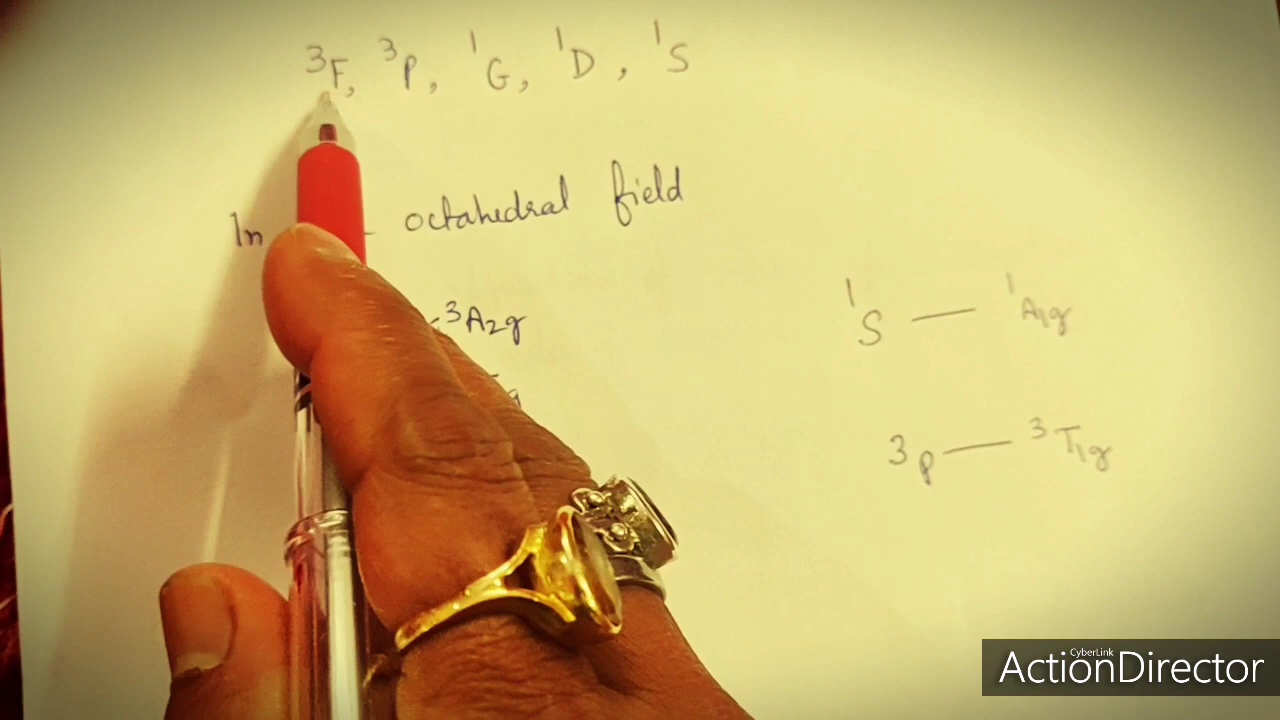 ³F, ³P, ¹G, ¹D, ¹S
In octahedral field
³A₂g
¹S — ¹A₁g
³P — ³T₁g
CyberLink
ActionDirector